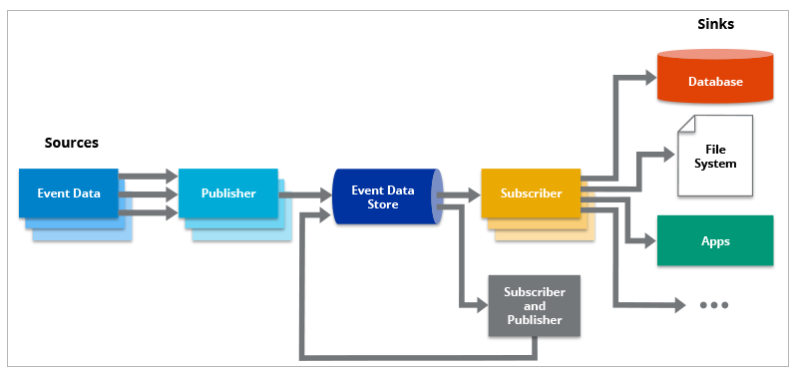 Sinks
Database
Sources
File
System
Event Data
Publisher
Event Data
Store
Subscriber
Apps
Subscriber
and
Publisher